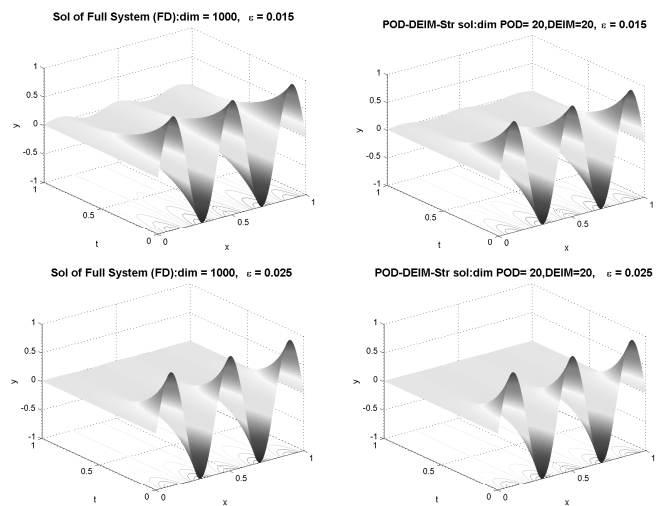 Sol of Full System (FD):dim = 1000, ε = 0.015
1
0.5
0
-0.5
-1
y
1
0.5
0
t
0
0.5
1
x
POD-DEIM-Str sol:dim POD= 20,DEIM=20, ε = 0.015
1
0.5
0
-0.5
-1
y
1
0.5
0
t
0
0.5
1
x
Sol of Full System (FD):dim = 1000, ε = 0.025
1
0.5
0
-0.5
-1
y
1
0.5
0
t
0
0.5
1
x
POD-DEIM-Str sol:dim POD= 20,DEIM=20, ε = 0.025
1
0.5
0
-0.5
-1
y
1
0.5
0
t
0
0.5
1
x